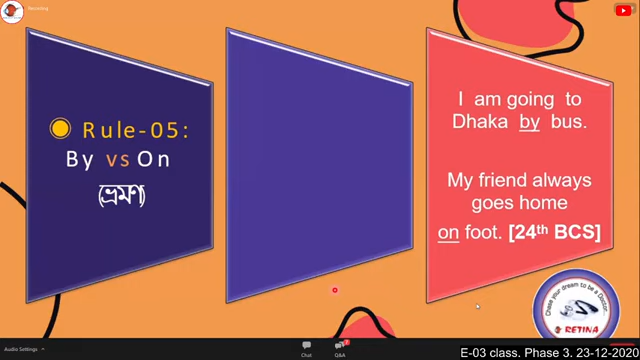 Recording
Rule-05:
By vs On
(ভ্রমণ)
I am going to
Dhaka by bus.
My friend always
goes home
on foot. [24th BCS]
Chase your dream to be a Doctor...
RETINA
Audio Settings
Chat
Q&A
E-03 class. Phase 3. 23-12-2020